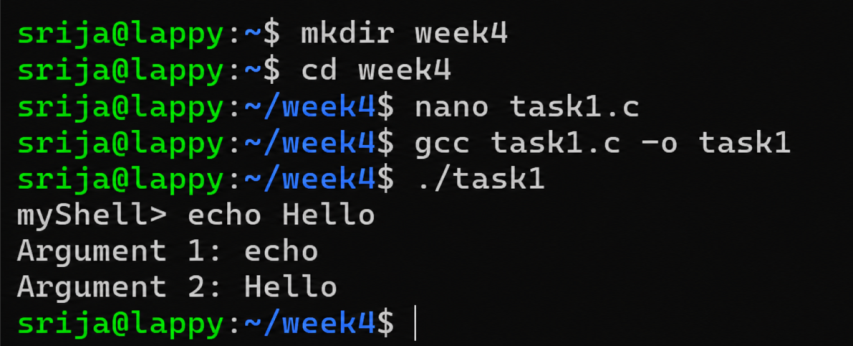 srija@lappy:~$ mkdir week4
srija@lappy:~$ cd week4
srija@lappy:~/week4$ nano task1.c
srija@lappy:~/week4$ gcc task1.c -o task1
srija@lappy:~/week4$ ./task1
myShell> echo Hello
Argument 1: echo
Argument 2: Hello
srija@lappy:~/week4$